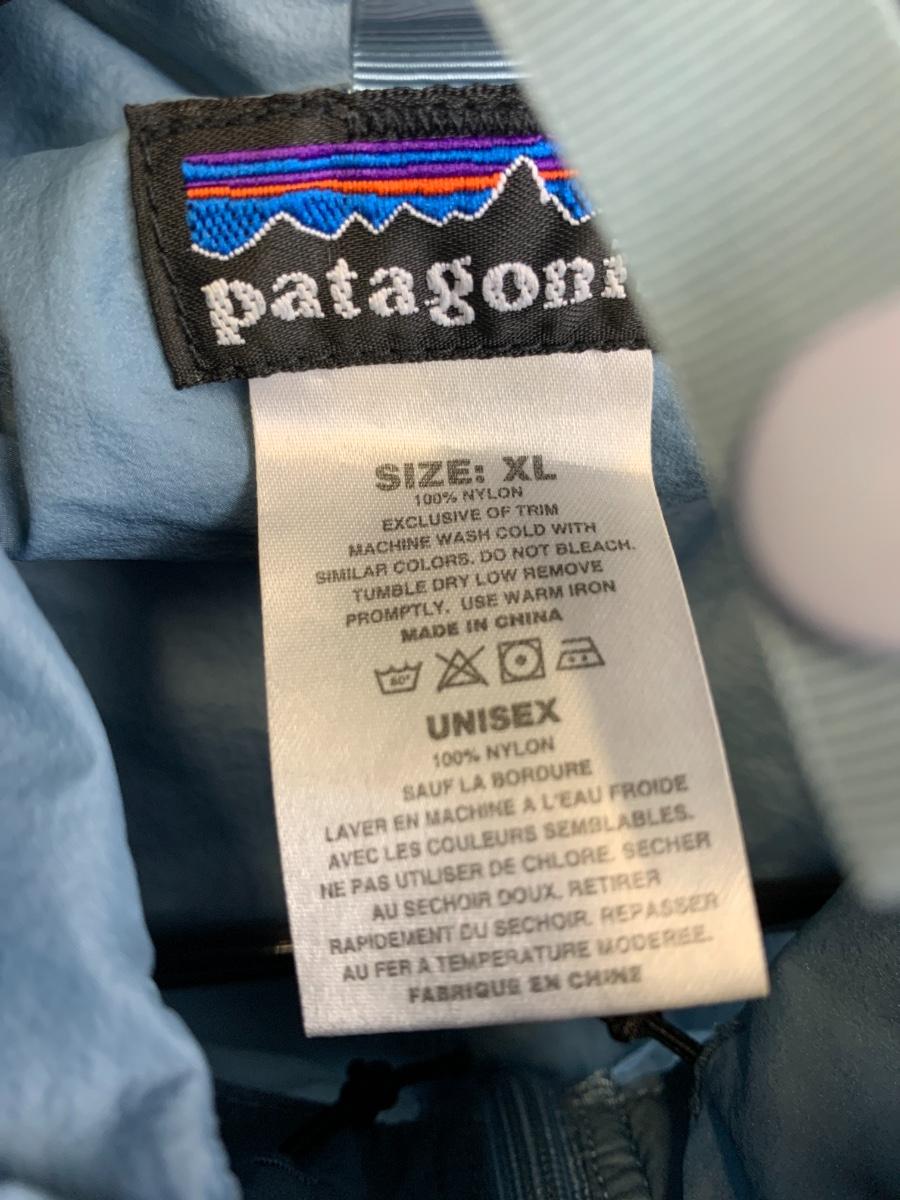 patagoni
SIZE: XL
100% NYLON
EXCLUSIVE OF TRIM
MACHINE WASH COLD WITH
SIMILAR COLORS. DO NOT BLEACH.
TUMBLE DRY LOW REMOVE
PROMPTLY. USE WARM IRON
MADE IN CHINA
UNISEX
100% NYLON
SAUF LA BORDURE
LAVER EN MACHINE A L'EAU FROIDE
AVEC LES COULEURS SEMBLABLES.
NE PAS UTILISER DE CHLORE. SECHER
AU SECHOIR DOUX. RETIRER
RAPIDEMENT DU SECHOIR. REPASSER
AU FER A TEMPERATURE MODEREE.
FABRIQUE EN CHINE